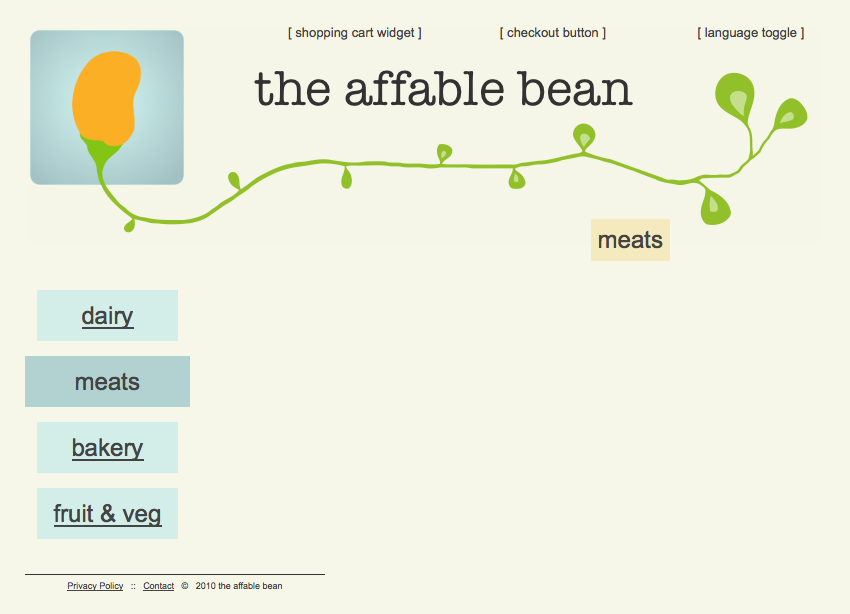 [ shopping cart widget ] [ checkout button ] [ language toggle ]
the affable bean
meats
dairy
meats
bakery
fruit & veg
Privacy Policy :: Contact © 2010 the affable bean